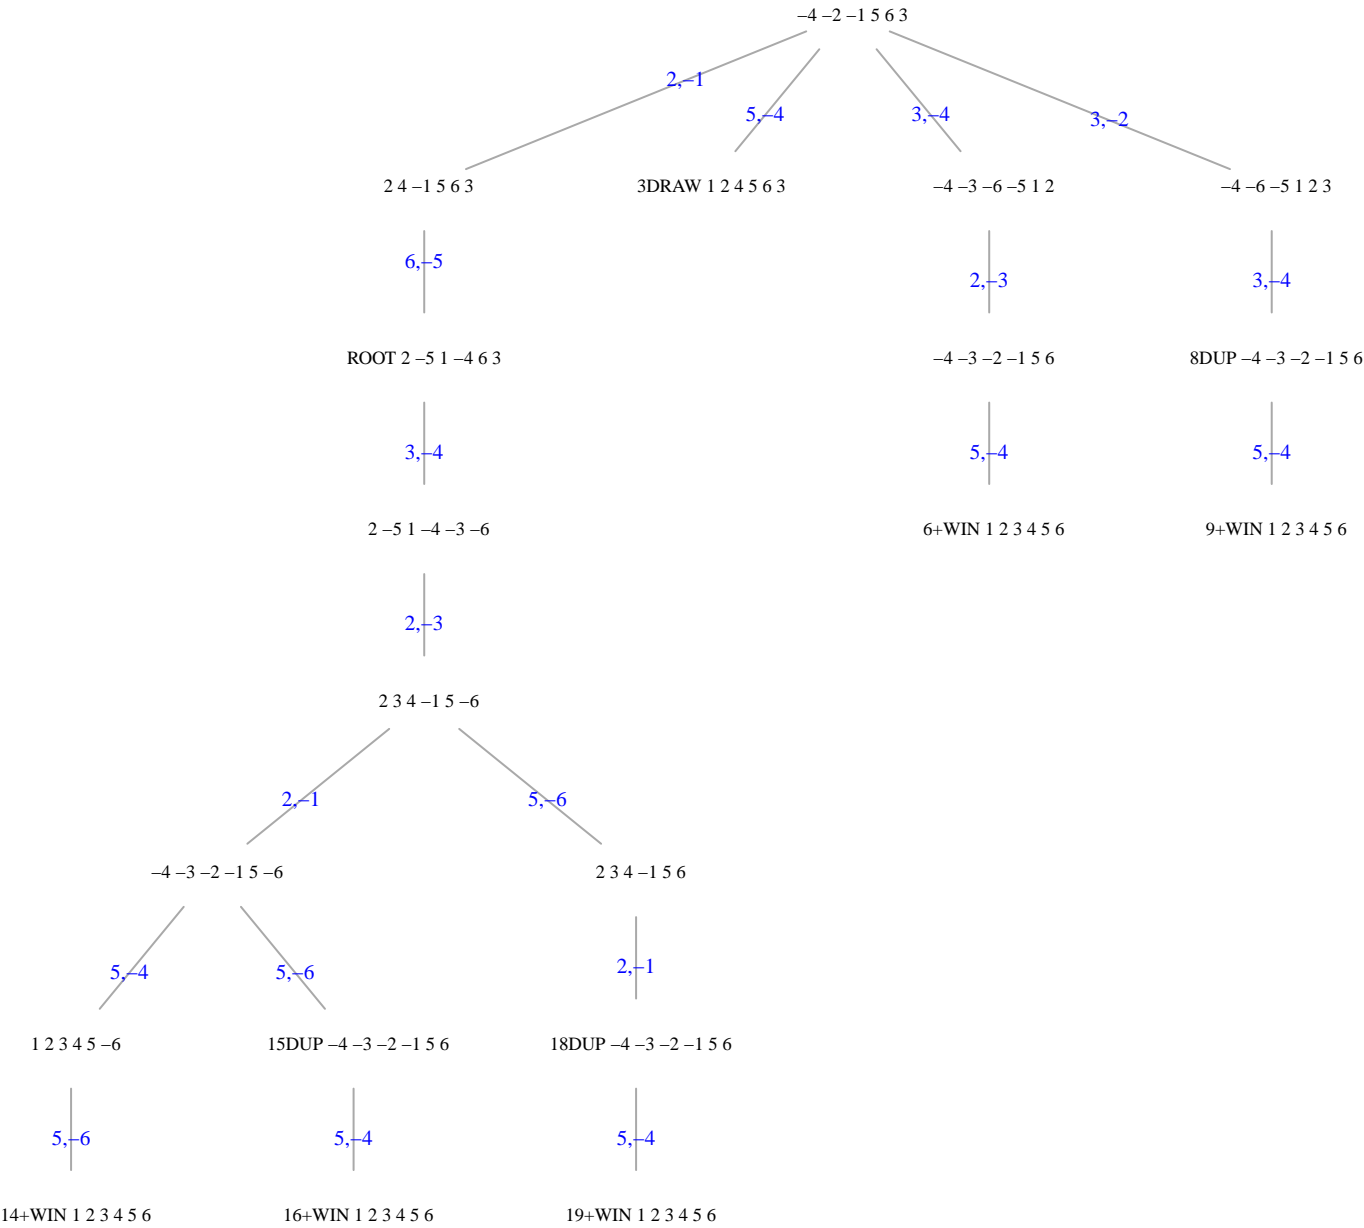 –4 –2 –1 5 6 3
2,–1
5,–4
3,–4
3,–2
2 4 –1 5 6 3
3DRAW 1 2 4 5 6 3
–4 –3 –6 –5 1 2
–4 –6 –5 1 2 3
6,–5
2,–3
3,–4
ROOT 2 –5 1 –4 6 3
–4 –3 –2 –1 5 6
8DUP –4 –3 –2 –1 5 6
3,–4
5,–4
5,–4
2 –5 1 –4 –3 –6
6+WIN 1 2 3 4 5 6
9+WIN 1 2 3 4 5 6
2,–3
2 3 4 –1 5 –6
2,–1
5,–6
–4 –3 –2 –1 5 –6
2 3 4 –1 5 6
5,–4
5,–6
2,–1
1 2 3 4 5 –6
15DUP –4 –3 –2 –1 5 6
18DUP –4 –3 –2 –1 5 6
5,–6
5,–4
5,–4
14+WIN 1 2 3 4 5 6
16+WIN 1 2 3 4 5 6
19+WIN 1 2 3 4 5 6